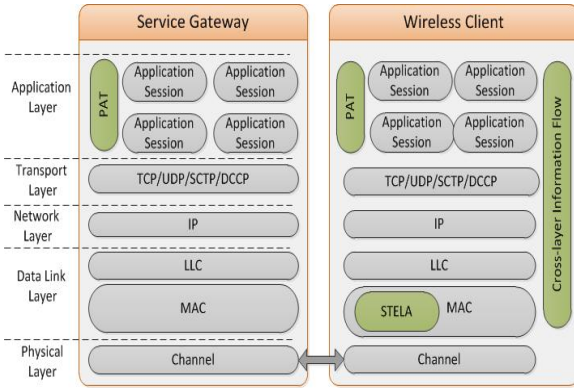 Service Gateway
Wireless Client
Application
Layer
PAT
Application
Session
Application
Session
Application
Session
Application
Session
PAT
Application
Session
Application
Session
Application
Session
Application
Session
Cross-layer Information Flow
Transport
Layer
TCP/UDP/SCTP/DCCP
TCP/UDP/SCTP/DCCP
Network
Layer
IP
IP
Data Link
Layer
LLC
LLC
MAC
STELA
MAC
Physical
Layer
Channel
Channel